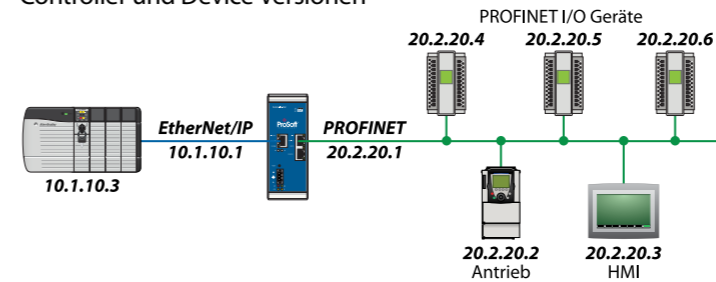 Controller und Device Versionen
PROFINET I/O Geräte
20.2.20.4
20.2.20.5
20.2.20.6
EtherNet/IP
10.1.10.1
ProSoft
PROFINET
20.2.20.1
10.1.10.3
20.2.20.2
Antrieb
20.2.20.3
HMI